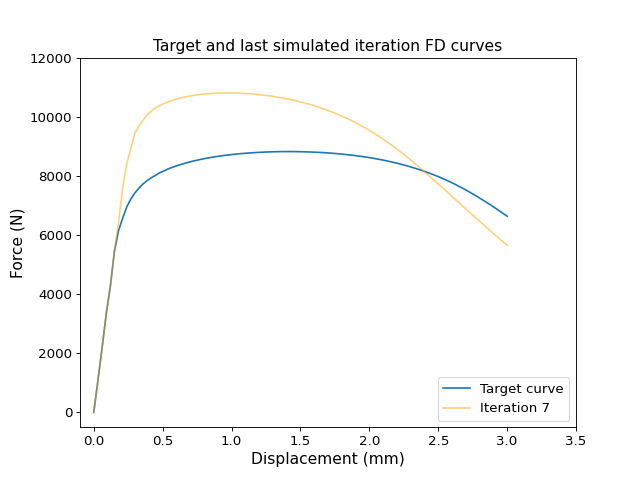 Target and last simulated iteration FD curves
12000
10000
8000
6000
4000
2000
0
Force (N)
0.0 0.5 1.0 1.5 2.0 2.5 3.0 3.5
Displacement (mm)
Target curve
Iteration 7